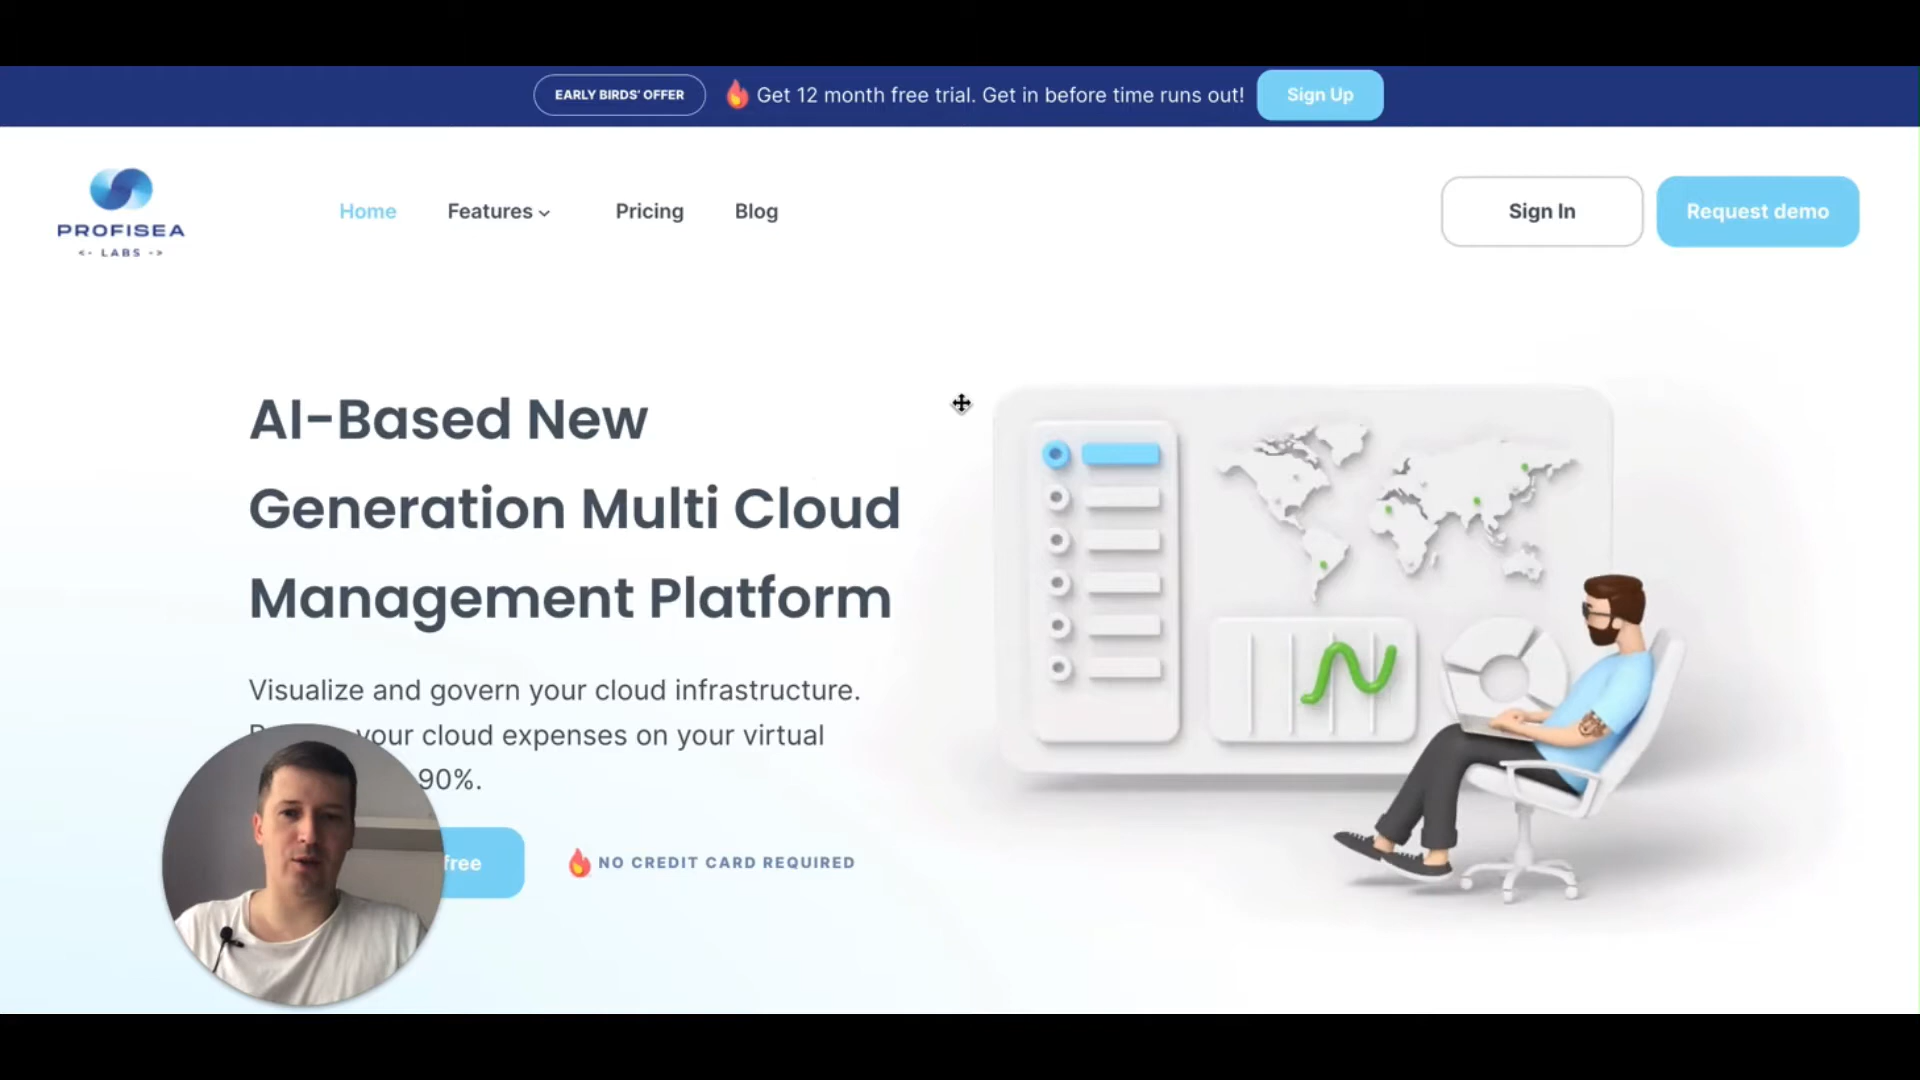 EARLY BIRDS' OFFER
Get 12 month free trial. Get in before time runs out!
Sign Up
PROFISEA
<- LABS ->
Home
Features
Pricing
Blog
Sign In
Request demo
AI-Based New
Generation Multi Cloud
Management Platform
Visualize and govern your cloud infrastructure.
your cloud expenses on your virtual
90%.
free
NO CREDIT CARD REQUIRED